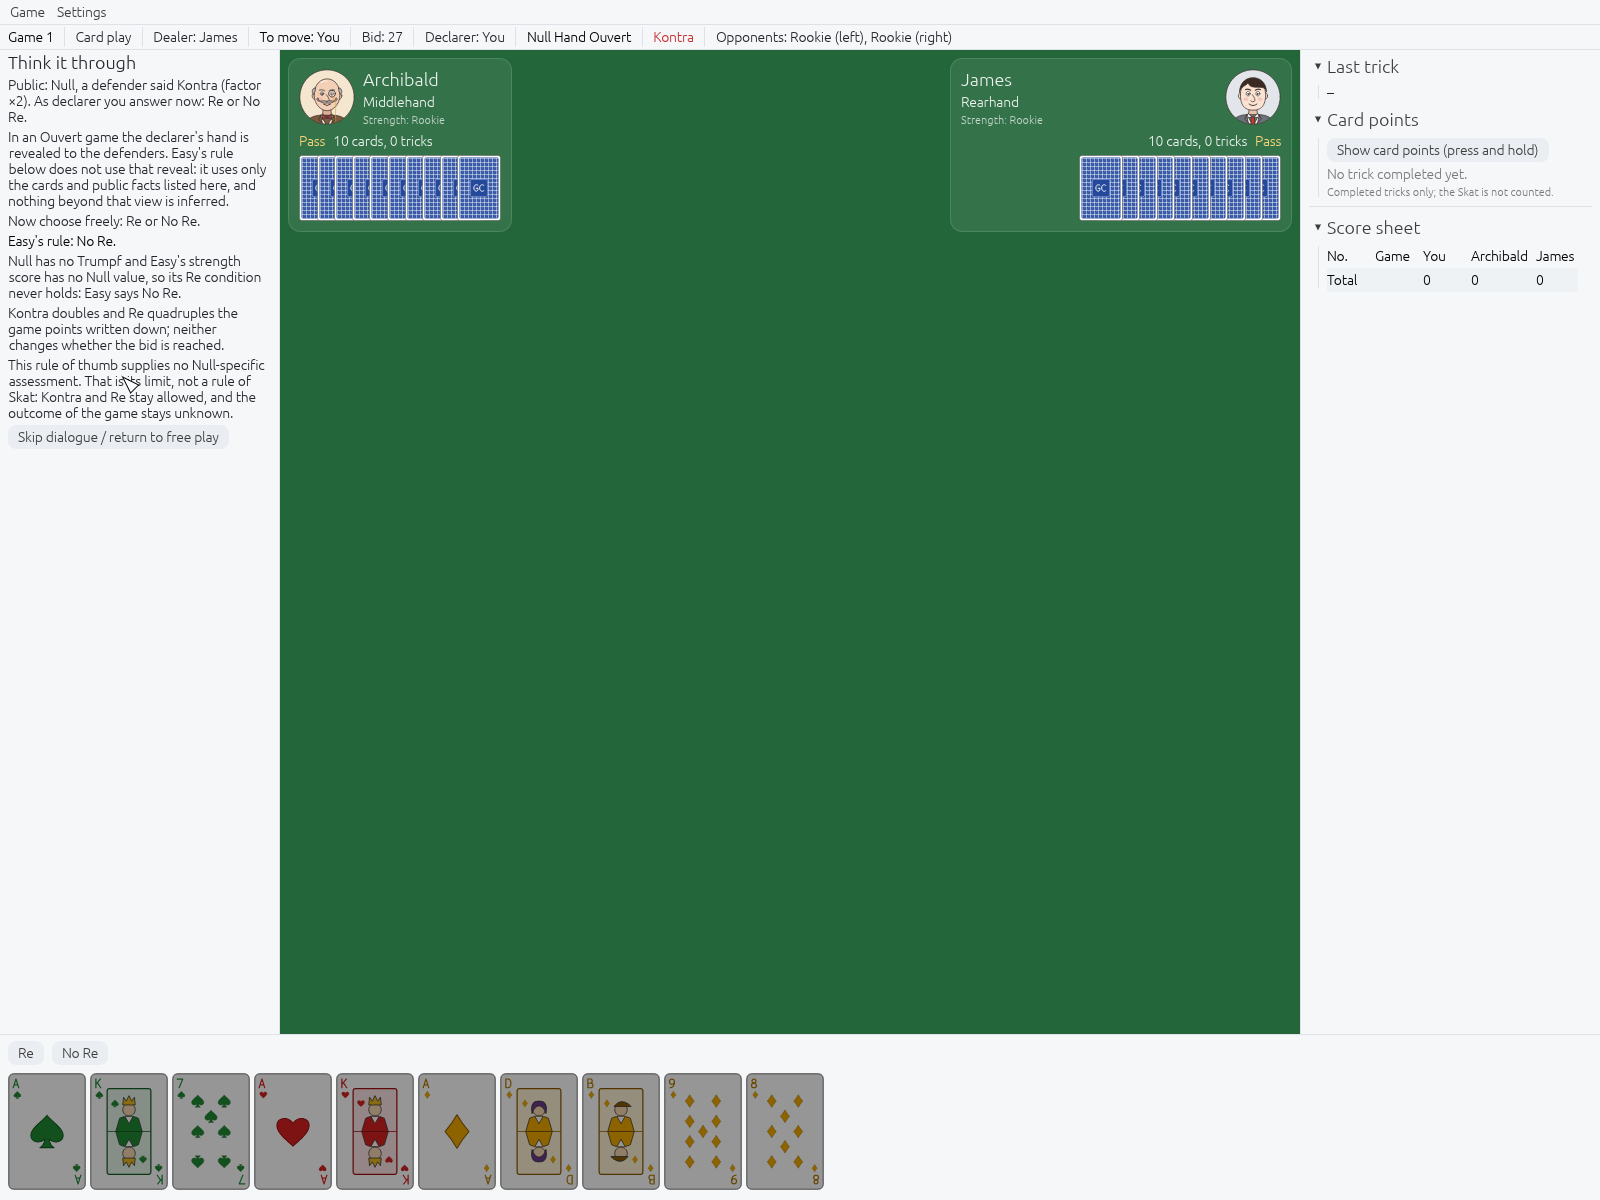 Game Settings
Game 1 Card play Dealer: James To move: You Bid: 27 Declarer: You Null Hand Ouvert Kontra Opponents: Rookie (left), Rookie (right)
Think it through
Public: Null, a defender said Kontra (factor
×2). As declarer you answer now: Re or No
Re.
In an Ouvert game the declarer's hand is
revealed to the defenders. Easy's rule
below does not use that reveal: it uses only
the cards and public facts listed here, and
nothing beyond that view is inferred.
Now choose freely: Re or No Re.
Easy's rule: No Re.
Null has no Trumpf and Easy's strength
score has no Null value, so its Re condition
never holds: Easy says No Re.
Kontra doubles and Re quadruples the
game points written down; neither
changes whether the bid is reached.
This rule of thumb supplies no Null-specific
assessment. That is its limit, not a rule of
Skat: Kontra and Re stay allowed, and the
outcome of the game stays unknown.
Skip dialogue / return to free play
Archibald
Middlehand
Strength: Rookie
Pass 10 cards, 0 tricks
GC
James
Rearhand
Strength: Rookie
10 cards, 0 tricks Pass
GC
Last trick
–
Card points
Show card points (press and hold)
No trick completed yet.
Completed tricks only; the Skat is not counted.
Score sheet
No. Game You Archibald James
Total 0 0 0
Re No Re
A K 7 A K A D B 9 8
A K 7 A K A D B 9 8